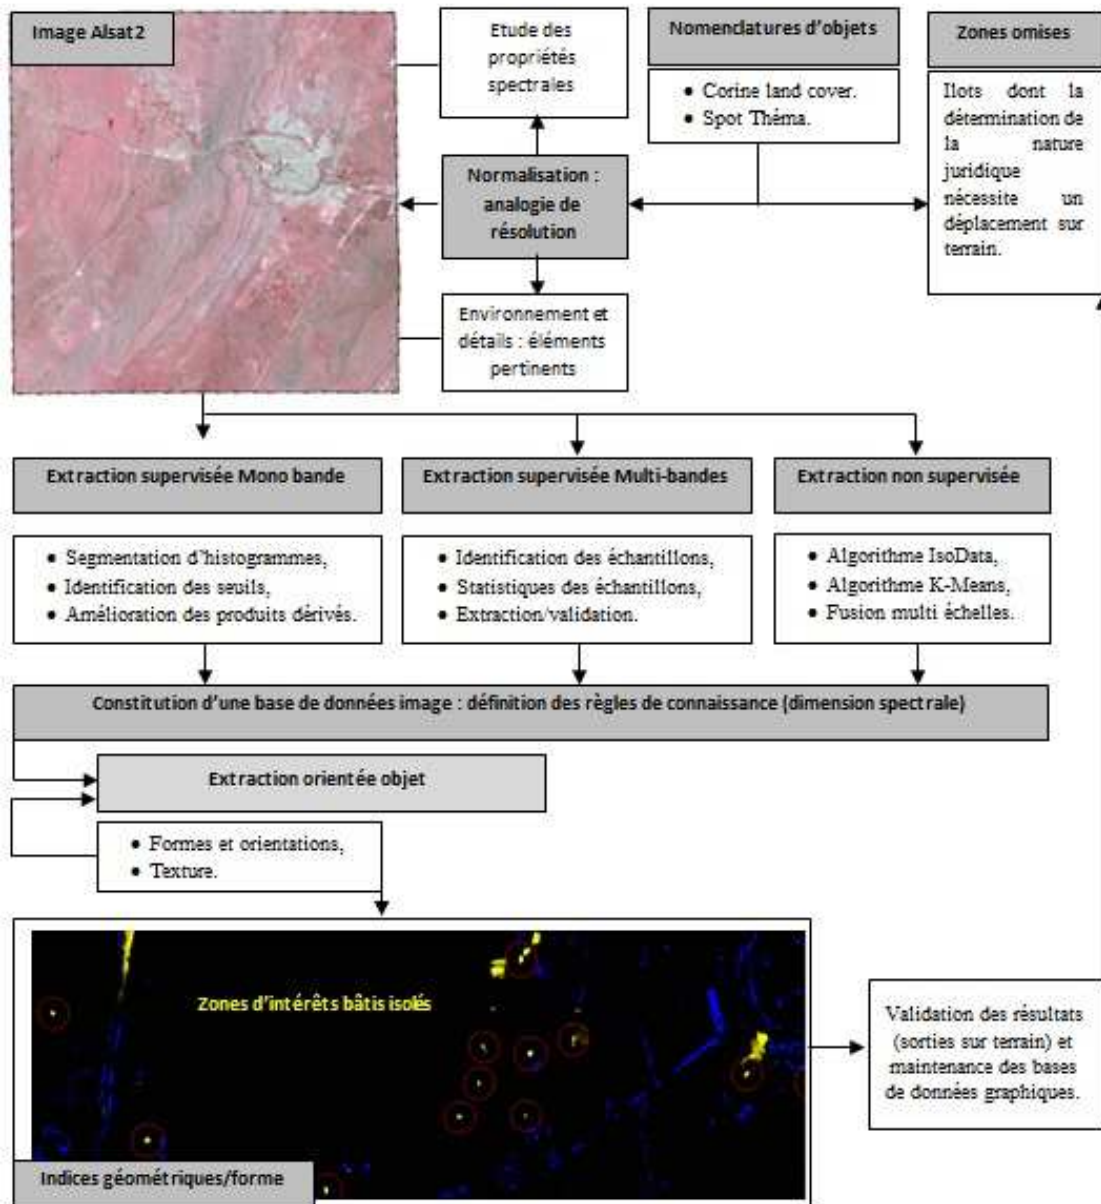 Image Alsat2
Etude des
propriétés
spectrales
Nomenclatures d'objets
• Corine land cover.
• Spot Théma.
Zones omises
Ilots dont la
détermination de
la nature
juridique
nécessite un
déplacement sur
terrain.
Normalisation :
analogie de
résolution
Environnement et
détails : éléments
pertinents
Extraction supervisée Mono bande
• Segmentation d'histogrammes,
• Identification des seuils,
• Amélioration des produits dérivés.
Extraction supervisée Multi-bandes
• Identification des échantillons,
• Statistiques des échantillons,
• Extraction/validation.
Extraction non supervisée
• Algorithme IsoData,
• Algorithme K-Means,
• Fusion multi échelles.
Constitution d'une base de données image : définition des règles de connaissance (dimension spectrale)
Extraction orientée objet
• Formes et orientations,
• Texture.
Zones d'intérêts bâtis isolés
Indices géométriques/forme
Validation des résultats
(sorties sur terrain) et
maintenance des bases
de données graphiques.